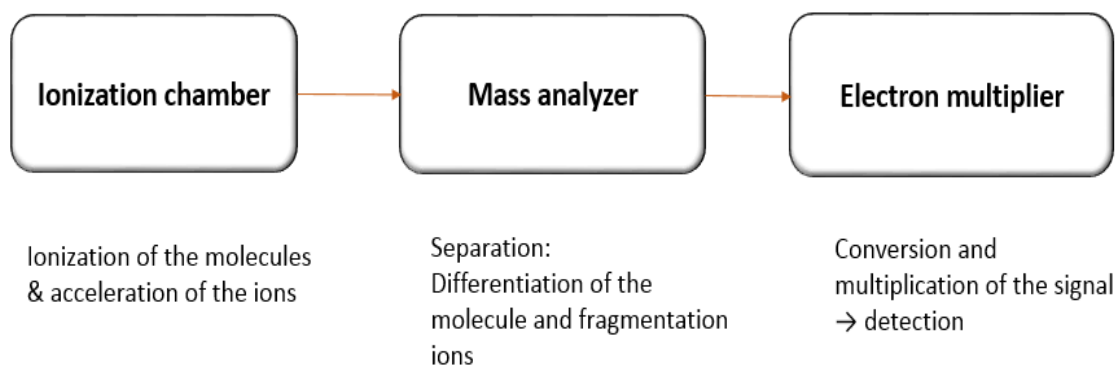 Ionization chamber
Mass analyzer
Electron multiplier
Ionization of the molecules
& acceleration of the ions
Separation:
Differentiation of the
molecule and fragmentation
ions
Conversion and
multiplication of the signal
→ detection